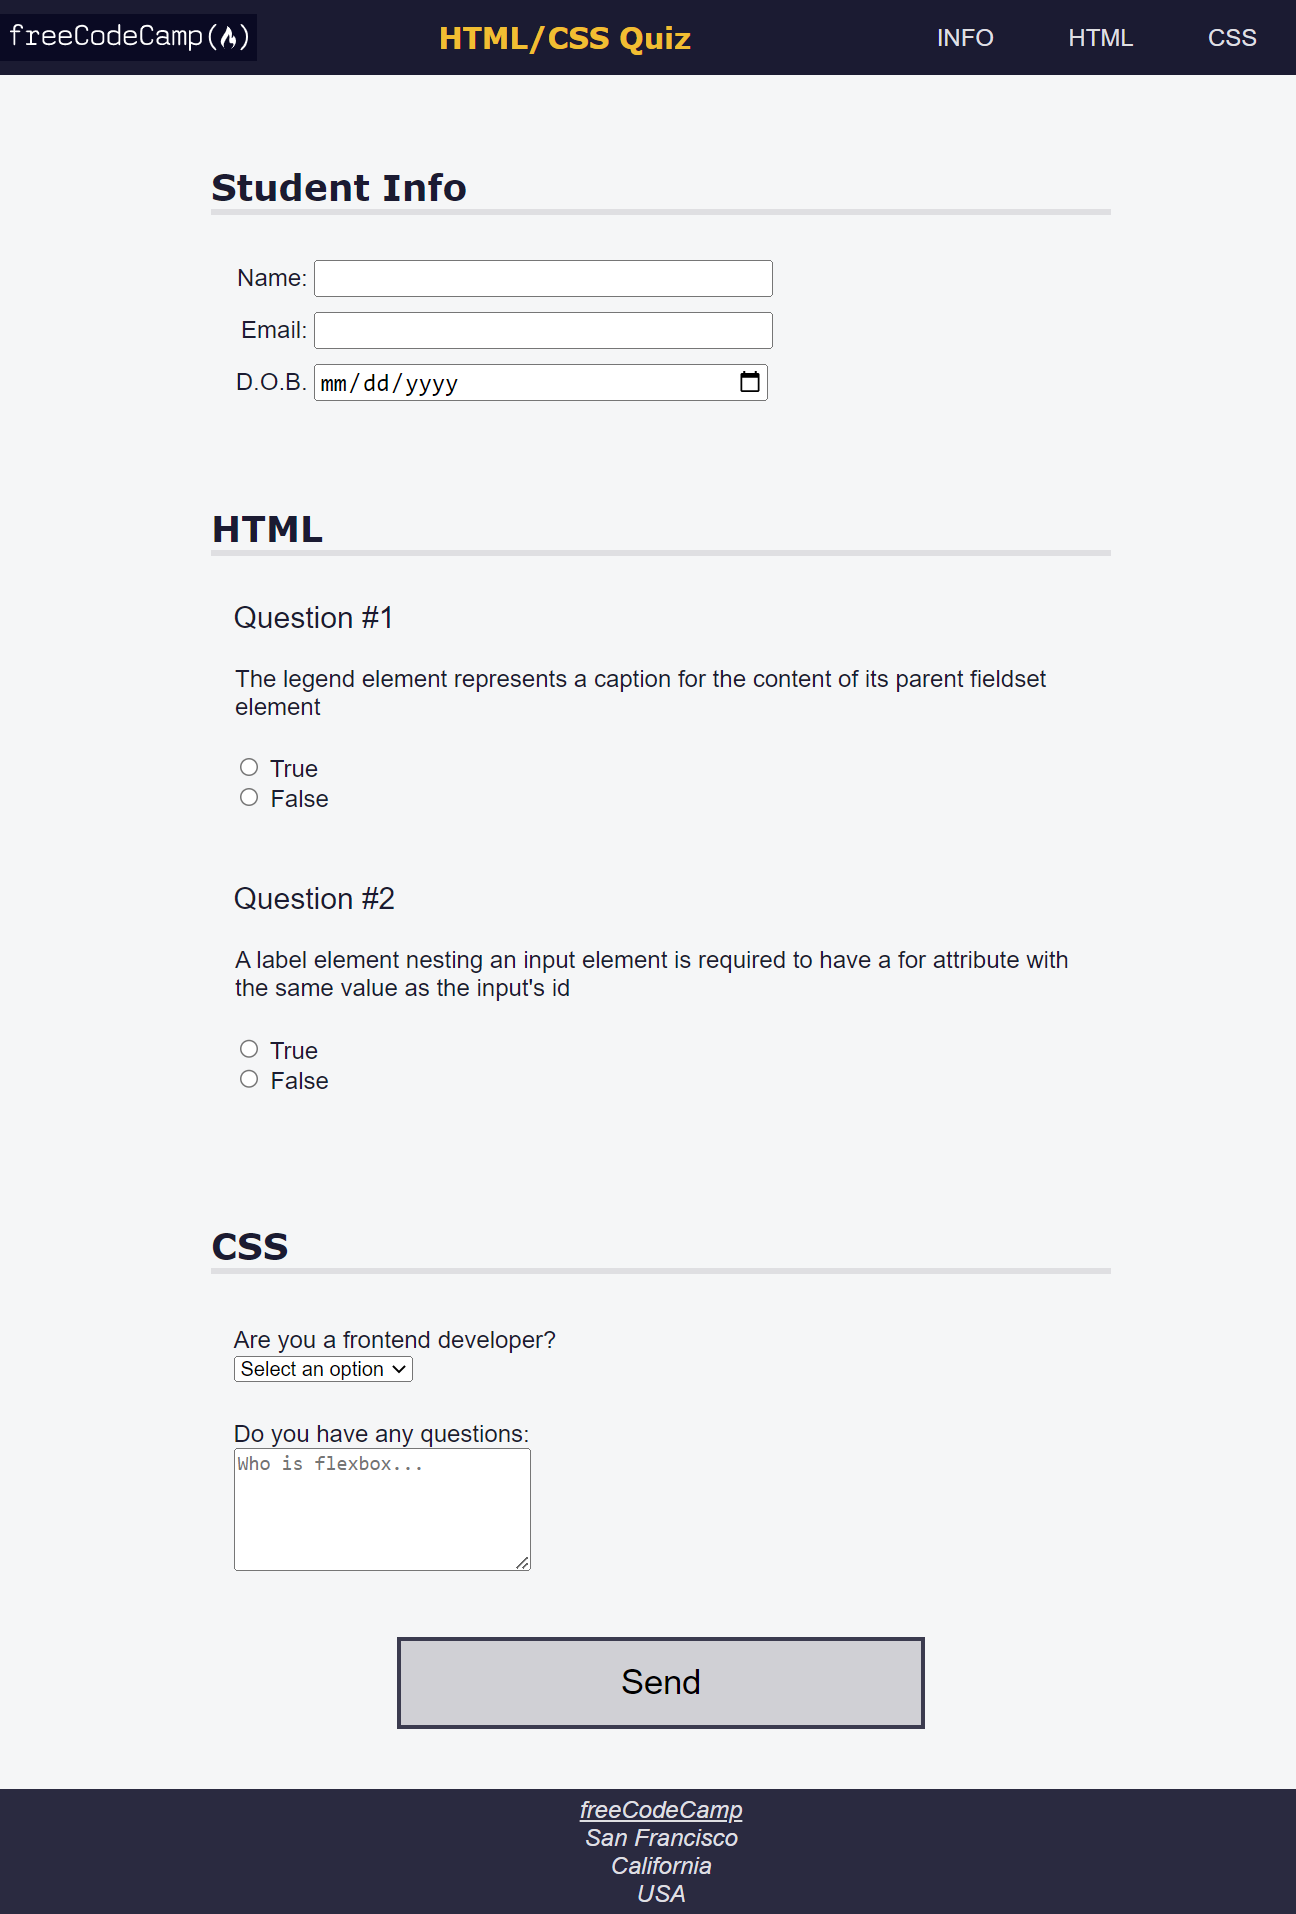 freeCodeCamp(🔥)
HTML/CSS Quiz
INFO
HTML
CSS
Student Info
Name:
Email:
D.O.B.
mm/dd/yyyy
HTML
Question #1
The legend element represents a caption for the content of its parent fieldset
element
True
False
Question #2
A label element nesting an input element is required to have a for attribute with
the same value as the input's id
True
False
CSS
Are you a frontend developer?
Select an option
Do you have any questions:
Who is flexbox...
Send
freeCodeCamp
San Francisco
California
USA